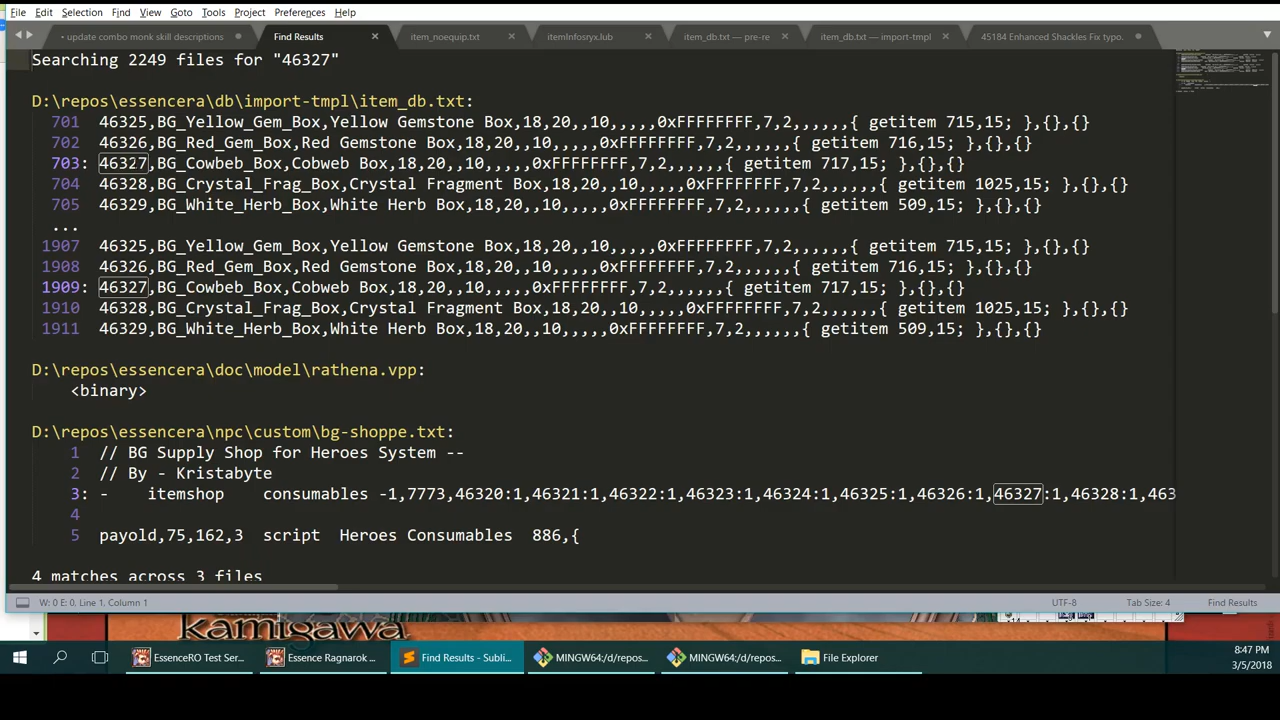 File Edit Selection Find View Goto Tools Project Preferences Help
update combo monk skill descriptions Find Results item_noequip.txt itemInfosryx.lub item_db.txt — pre-re item_db.txt — import-tmpl 45184 Enhanced Shackles Fix typo.
Searching 2249 files for "46327"
D:\repos\essencera\db\import-tmpl\item_db.txt:
701 46325,BG_Yellow_Gem_Box,Yellow Gemstone Box,18,20,,10,,,,,0xFFFFFFFF,7,2,,,,,,{ getitem 715,15; },{},{}
702 46326,BG_Red_Gem_Box,Red Gemstone Box,18,20,,10,,,,,0xFFFFFFFF,7,2,,,,,,{ getitem 716,15; },{},{}
703: 46327,BG_Cowbeb_Box,Cobweb Box,18,20,,10,,,,,0xFFFFFFFF,7,2,,,,,,{ getitem 717,15; },{},{}
704 46328,BG_Crystal_Frag_Box,Crystal Fragment Box,18,20,,10,,,,,0xFFFFFFFF,7,2,,,,,,{ getitem 1025,15; },{},{}
705 46329,BG_White_Herb_Box,White Herb Box,18,20,,10,,,,,0xFFFFFFFF,7,2,,,,,,{ getitem 509,15; },{},{}
...
1907 46325,BG_Yellow_Gem_Box,Yellow Gemstone Box,18,20,,10,,,,,0xFFFFFFFF,7,2,,,,,,{ getitem 715,15; },{},{}
1908 46326,BG_Red_Gem_Box,Red Gemstone Box,18,20,,10,,,,,0xFFFFFFFF,7,2,,,,,,{ getitem 716,15; },{},{}
1909: 46327,BG_Cowbeb_Box,Cobweb Box,18,20,,10,,,,,0xFFFFFFFF,7,2,,,,,,{ getitem 717,15; },{},{}
1910 46328,BG_Crystal_Frag_Box,Crystal Fragment Box,18,20,,10,,,,,0xFFFFFFFF,7,2,,,,,,{ getitem 1025,15; },{},{}
1911 46329,BG_White_Herb_Box,White Herb Box,18,20,,10,,,,,0xFFFFFFFF,7,2,,,,,,{ getitem 509,15; },{},{}
D:\repos\essencera\doc\model\rathena.vpp:
<binary>
D:\repos\essencera\npc\custom\bg-shoppe.txt:
1 // BG Supply Shop for Heroes System --
2 // By - Kristabyte
3: - itemshop consumables -1,7773,46320:1,46321:1,46322:1,46323:1,46324:1,46325:1,46326:1,46327:1,46328:1,463
4
5 payold,75,162,3 script Heroes Consumables 886,{
4 matches across 3 files
W: 0 E: 0, Line 1, Column 1 UTF-8 Tab Size: 4 Find Results
kamigawa
EssenceRO Test Ser... Essence Ragnarok ... Find Results - Subli... MINGW64:/d/repos... MINGW64:/d/repos... File Explorer
8:47 PM
3/5/2018